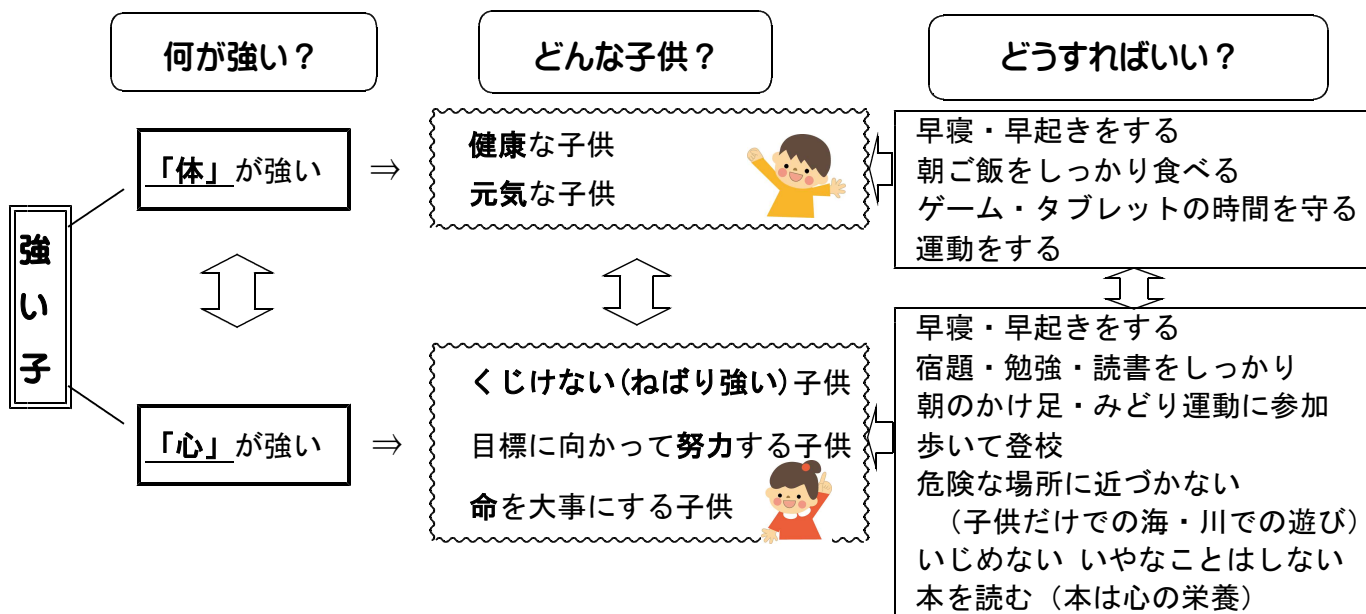 何が強い？
どんな子供？
どうすればいい？
強い子
「体」が強い
⇒
健康な子供
元気な子供
早寝・早起きをする
朝ご飯をしっかり食べる
ゲーム・タブレットの時間を守る
運動をする
「心」が強い
⇒
くじけない(ねばり強い)子供
目標に向かって努力する子供
命を大事にする子供
早寝・早起きをする
宿題・勉強・読書をしっかり
朝のかけ足・みどり運動に参加
歩いて登校
危険な場所に近づかない
（子供だけでの海・川での遊び）
いじめない いやなことはしない
本を読む（本は心の栄養）